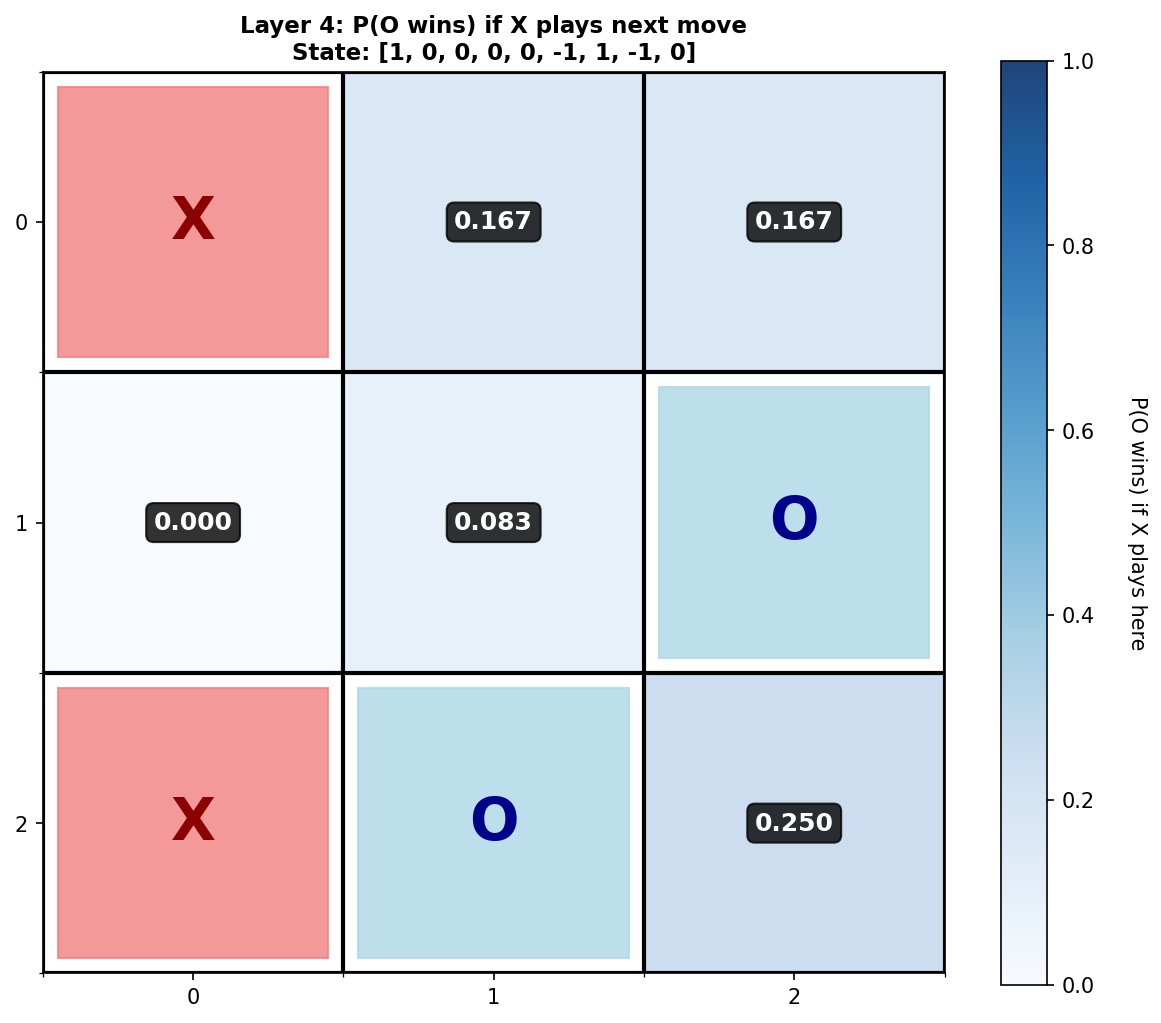 Layer 4: P(O wins) if X plays next move
State: [1, 0, 0, 0, 0, -1, 1, -1, 0]
0
X
0.167
0.167
1
0.000
0.083
O
2
X
O
0.250
0
1
2
1.0
0.8
0.6
0.4
0.2
0.0
P(O wins) if X plays here